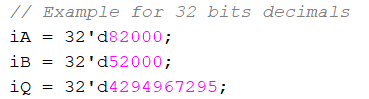 // Example for 32 bits decimals
iA = 32'd82000;
iB = 32'd52000;
iQ = 32'd4294967295;